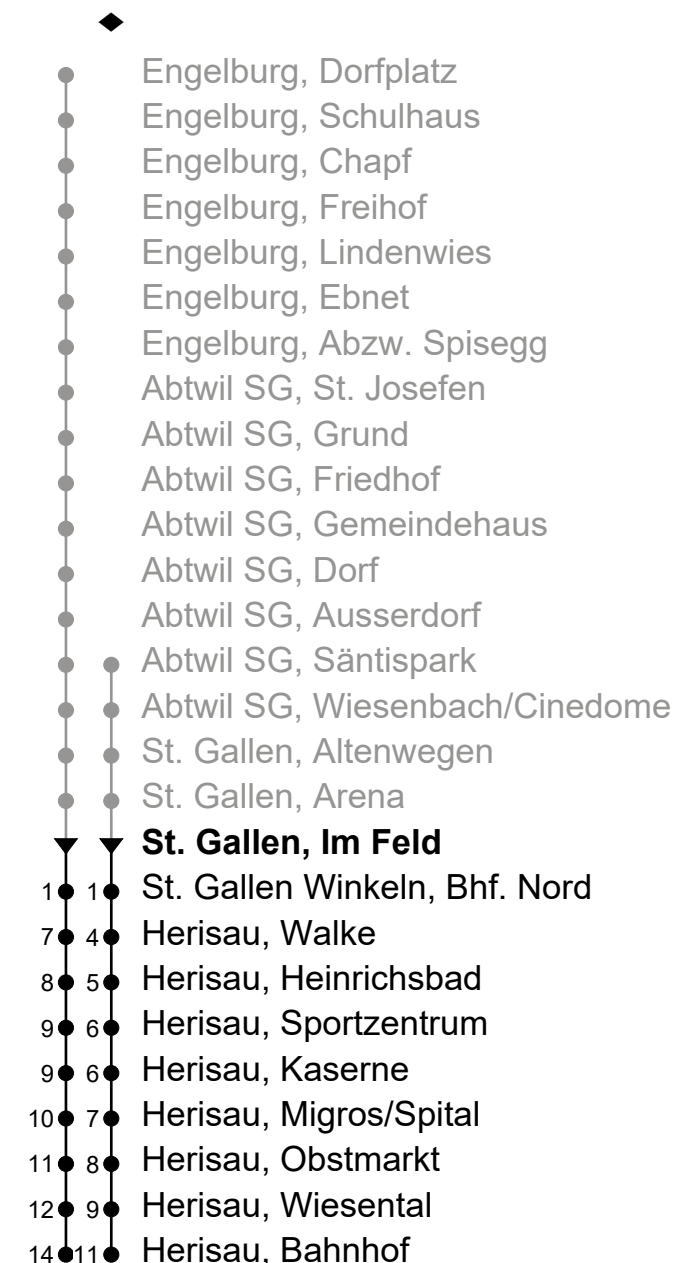 Engelburg, Dorfplatz
Engelburg, Schulhaus
Engelburg, Chapf
Engelburg, Freihof
Engelburg, Lindenwies
Engelburg, Ebnet
Engelburg, Abzw. Spisegg
Abtwil SG, St. Josefen
Abtwil SG, Grund
Abtwil SG, Friedhof
Abtwil SG, Gemeindehaus
Abtwil SG, Dorf
Abtwil SG, Ausserdorf
Abtwil SG, Säntispark
Abtwil SG, Wiesenbach/Cinedome
St. Gallen, Altenwegen
St. Gallen, Arena
St. Gallen, Im Feld
1 1 St. Gallen Winkeln, Bhf. Nord
7 4 Herisau, Walke
8 5 Herisau, Heinrichsbad
9 6 Herisau, Sportzentrum
9 6 Herisau, Kaserne
10 7 Herisau, Migros/Spital
11 8 Herisau, Obstmarkt
12 9 Herisau, Wiesental
14 11 Herisau, Bahnhof